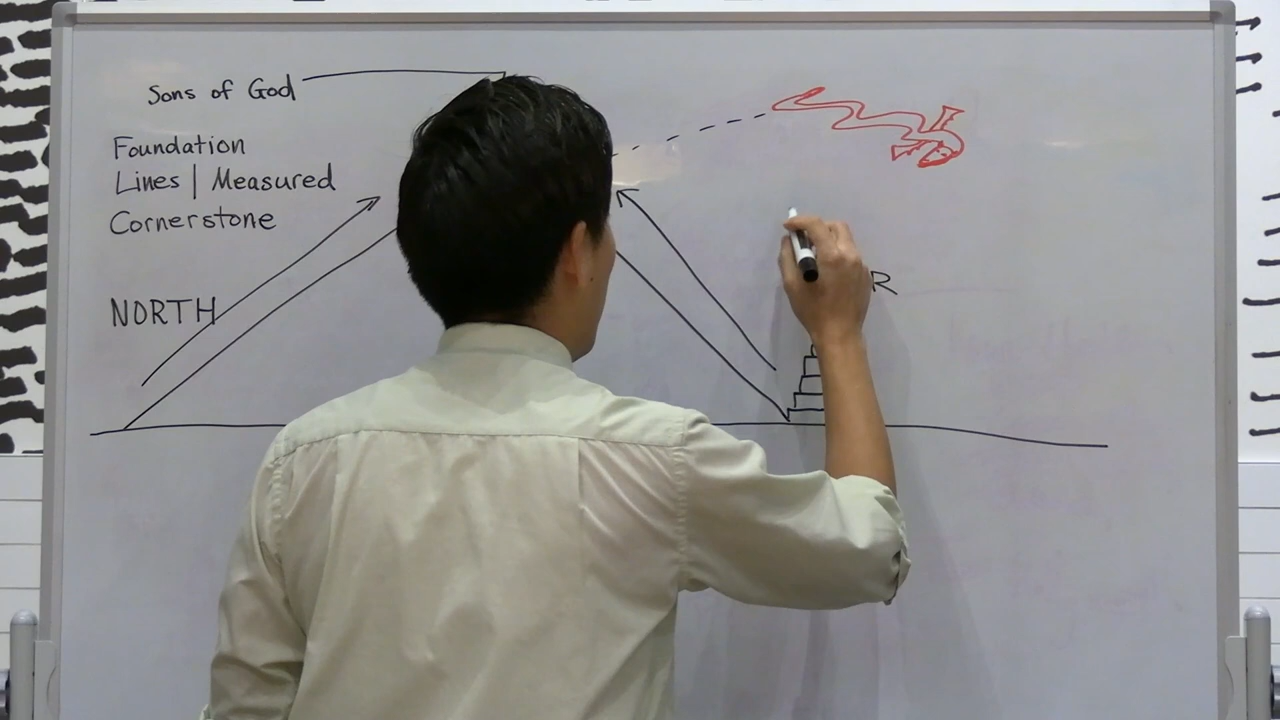 Sons of God
Foundation
Lines | Measured
Cornerstone
NORTH
R